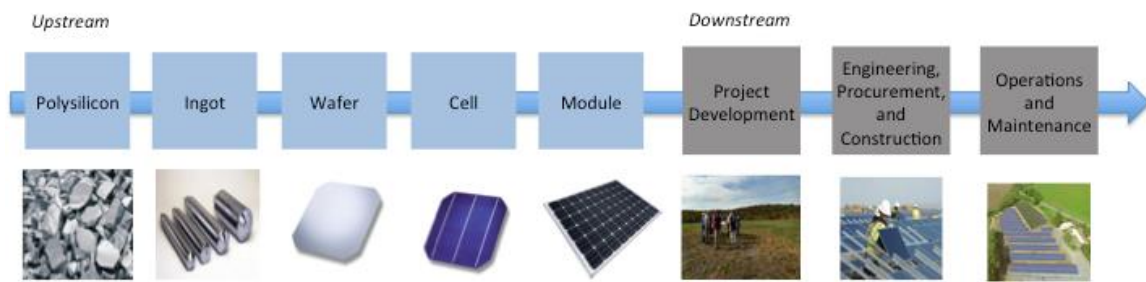 Upstream
Downstream
Polysilicon
Ingot
Wafer
Cell
Module
Project
Development
Engineering,
Procurement,
and
Construction
Operations
and
Maintenance